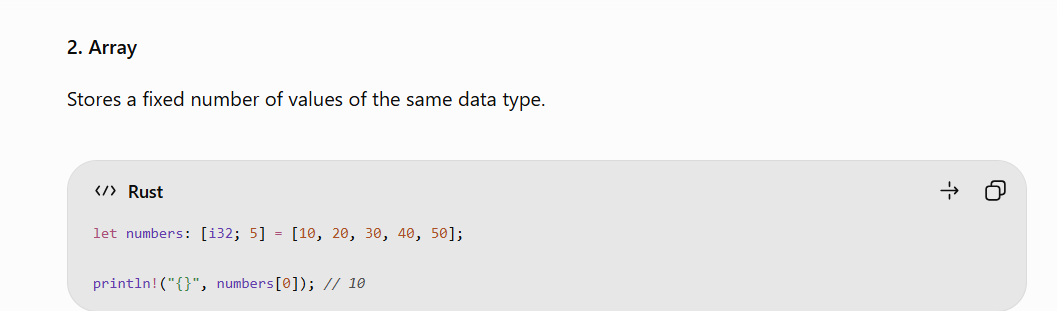 2. Array
Stores a fixed number of values of the same data type.
</> Rust
let numbers: [i32; 5] = [10, 20, 30, 40, 50];
println!("{}", numbers[0]); // 10